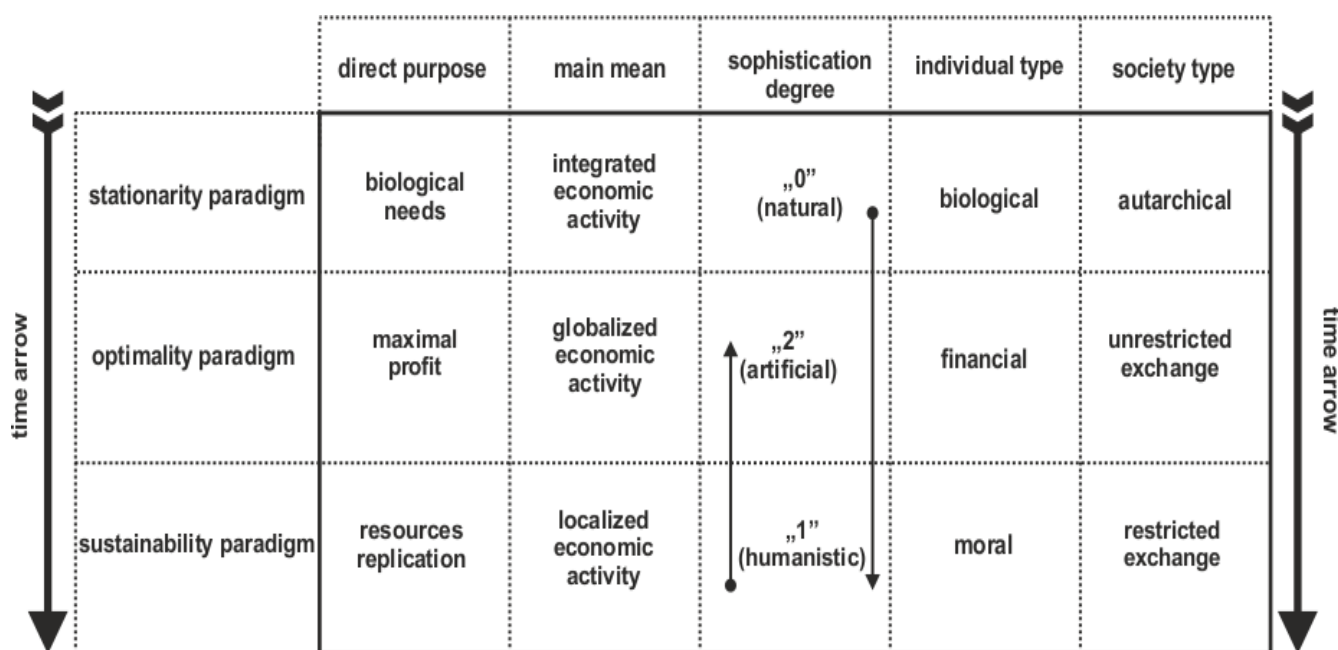 direct purpose
main mean
sophistication
degree
individual type
society type
stationarity paradigm
biological
needs
integrated
economic
activity
„0”
(natural)
biological
autarchical
optimality paradigm
maximal
profit
globalized
economic
activity
„2”
(artificial)
financial
unrestricted
exchange
sustainability paradigm
resources
replication
localized
economic
activity
„1”
(humanistic)
moral
restricted
exchange
time arrow
time arrow